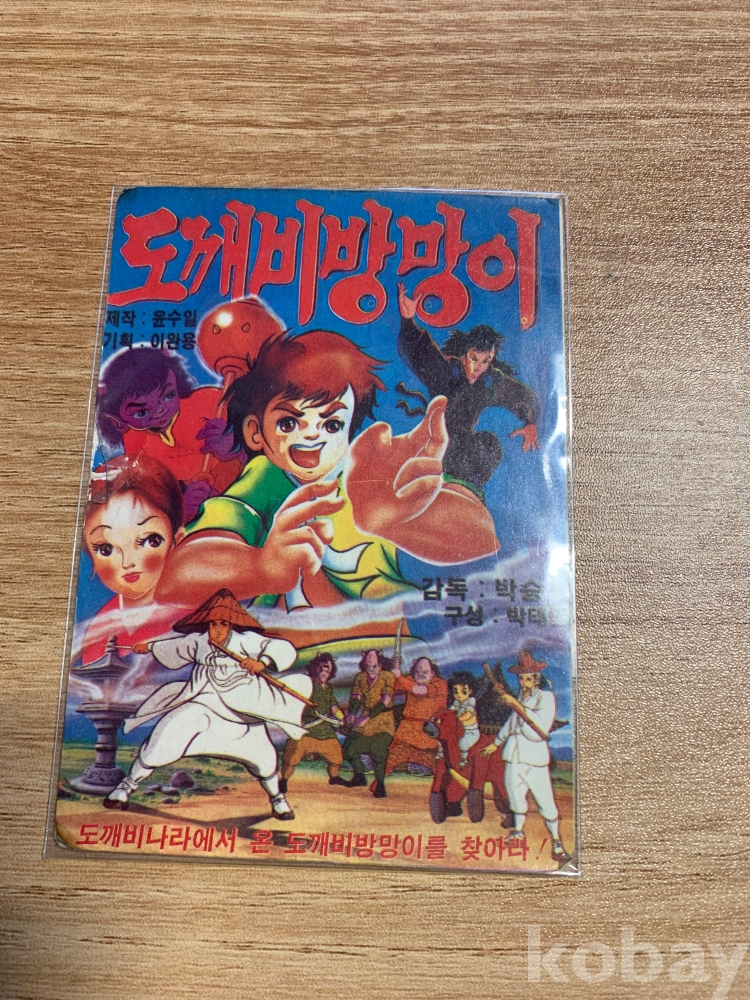 도깨비방망이
제작 : 윤수일
기획 : 이완용
감독 : 박승
구성 : 박태
도깨비나라에서 온 도깨비방망이를 찾아라!
kobay